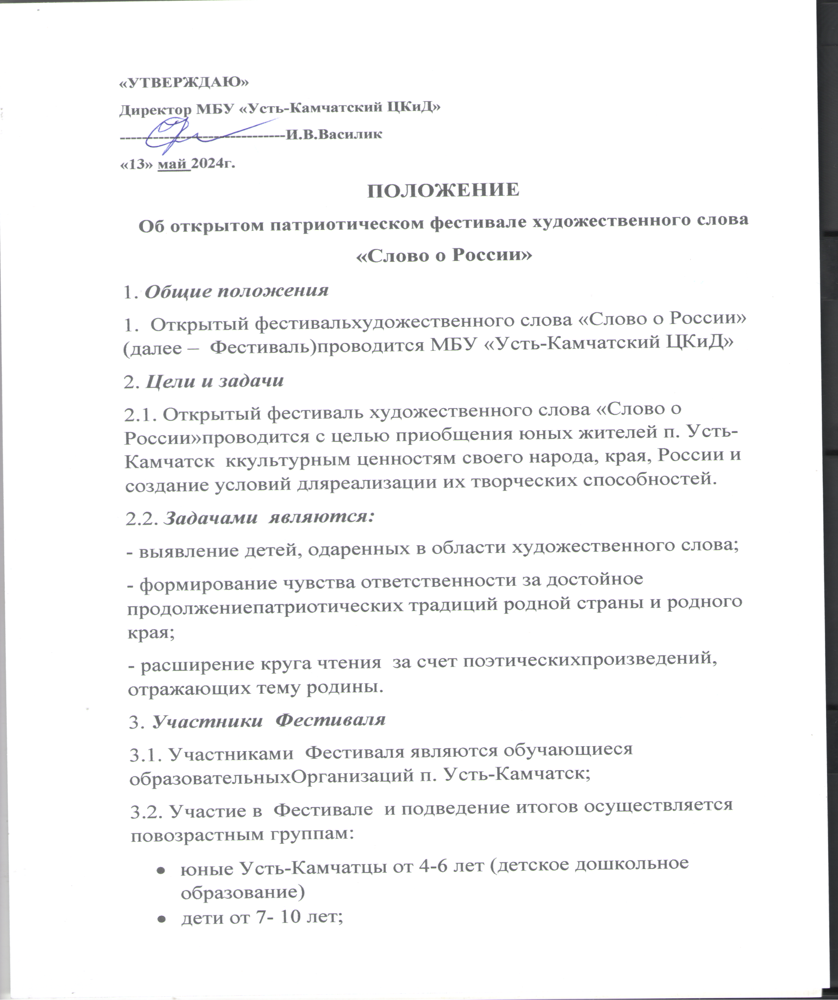 «УТВЕРЖДАЮ»
Директор МБУ «Усть-Камчатский ЦКиД»
------------------------------И.В.Василик
«13» май 2024г.
ПОЛОЖЕНИЕ
Об открытом патриотическом фестивале художественного слова
«Слово о России»
1. Общие положения
1.  Открытый фестивальхудожественного слова «Слово о России»
(далее –  Фестиваль)проводится МБУ «Усть-Камчатский ЦКиД»
2. Цели и задачи
2.1. Открытый фестиваль художественного слова «Слово о
России»проводится с целью приобщения юных жителей п. Усть-
Камчатск  ккультурным ценностям своего народа, края, России и
создание условий дляреализации их творческих способностей.
2.2. Задачами  являются:
- выявление детей, одаренных в области художественного слова;
- формирование чувства ответственности за достойное
продолжениепатриотических традиций родной страны и родного
края;
- расширение круга чтения  за счет поэтическихпроизведений,
отражающих тему родины.
3. Участники  Фестиваля
3.1. Участниками  Фестиваля являются обучающиеся
образовательныхОрганизаций п. Усть-Камчатск;
3.2. Участие в  Фестивале  и подведение итогов осуществляется
повозрастным группам:
• юные Усть-Камчатцы от 4-6 лет (детское дошкольное
образование)
• дети от 7- 10 лет;